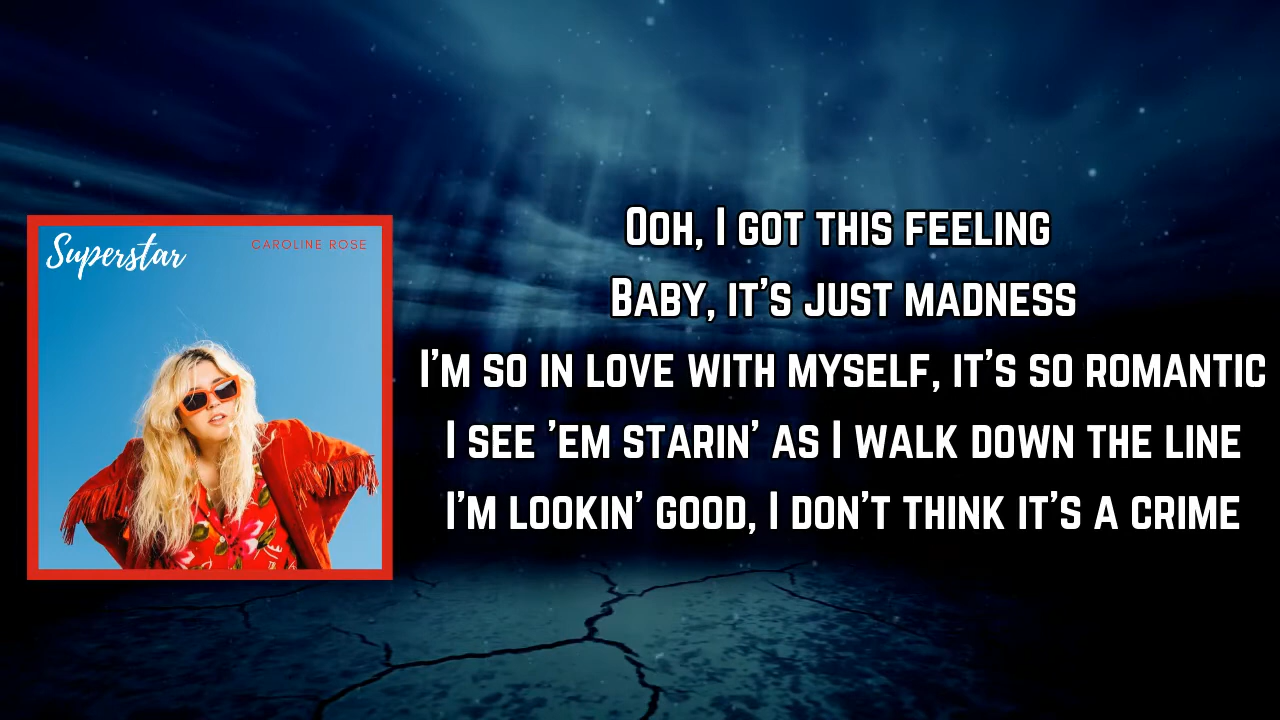 Superstar
CAROLINE ROSE
Ooh, I got this feeling
Baby, it's just madness
I'm so in love with myself, it's so romantic
I see 'em starin' as I walk down the line
I'm lookin' good, I don't think it's a crime